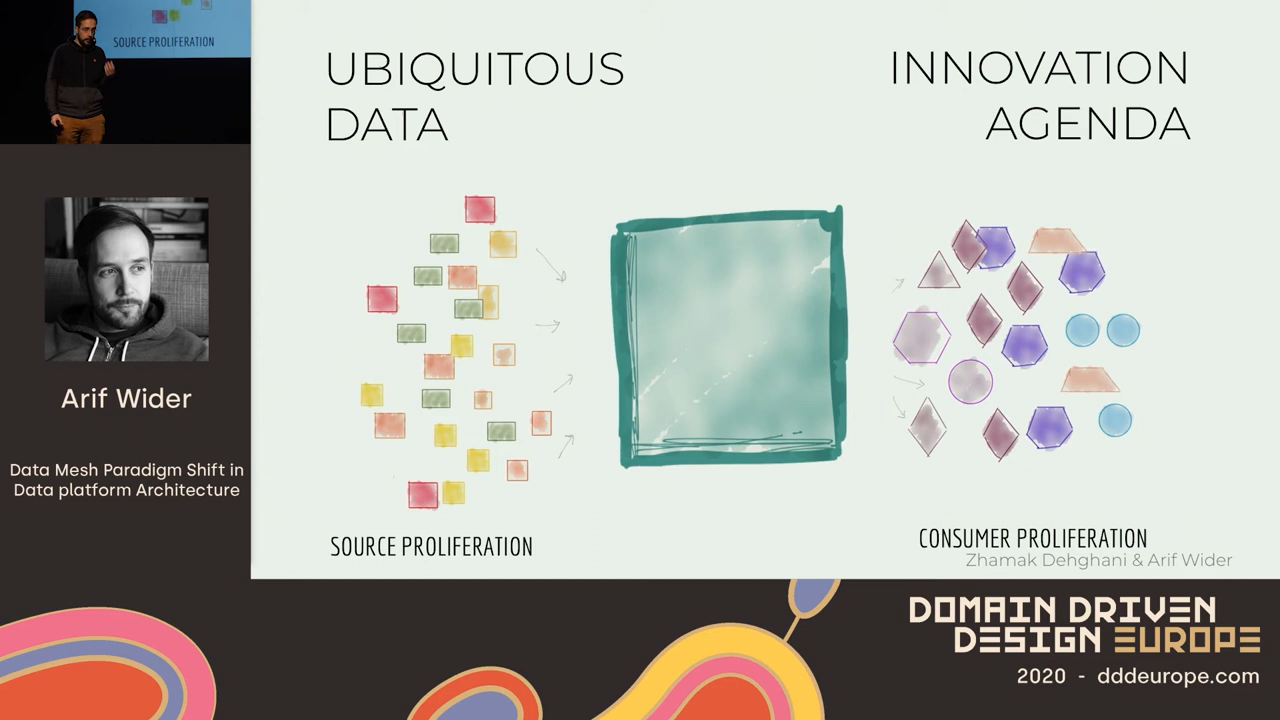 SOURCE PROLIFERATION
UBIQUITOUS
DATA
INNOVATION
AGENDA
SOURCE PROLIFERATION
CONSUMER PROLIFERATION
Zhamak Dehghani & Arif Wider
Arif Wider
Data Mesh Paradigm Shift in
Data platform Architecture
DOMAIN DRIVEN
DESIGN EUROPE
2020 - dddeurope.com